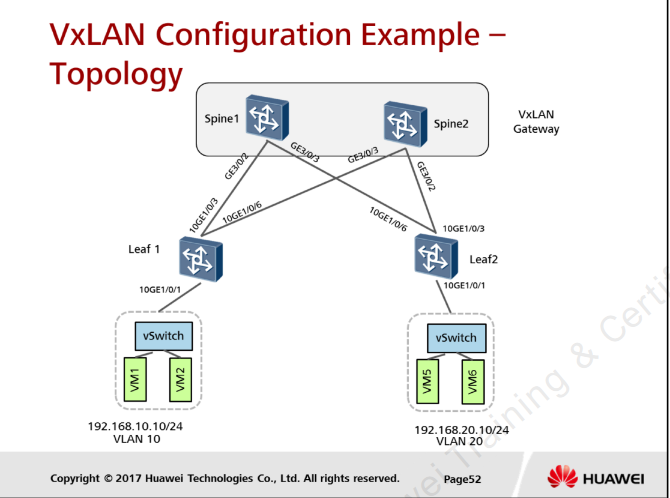 VxLAN Configuration Example –
Topology
Spine1
Spine2
VxLAN
Gateway
GE3/0/2
GE3/0/3
GE3/0/3
GE3/0/2
10GE1/0/3
10GE1/0/6
10GE1/0/6
10GE1/0/3
Leaf 1
Leaf2
10GE1/0/1
10GE1/0/1
vSwitch
vSwitch
VM1
VM2
VM5
VM6
192.168.10.10/24
VLAN 10
192.168.20.10/24
VLAN 20
Copyright © 2017 Huawei Technologies Co., Ltd. All rights reserved.
Page52
HUAWEI